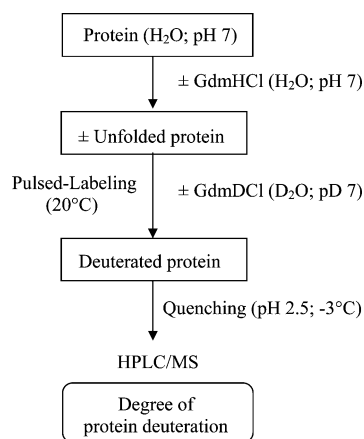 Protein (H₂O; pH 7)
± GdmHCl (H₂O; pH 7)
± Unfolded protein
Pulsed-Labeling
(20°C)
± GdmDCl (D₂O; pD 7)
Deuterated protein
Quenching (pH 2.5; -3°C)
HPLC/MS
Degree of
protein deuteration